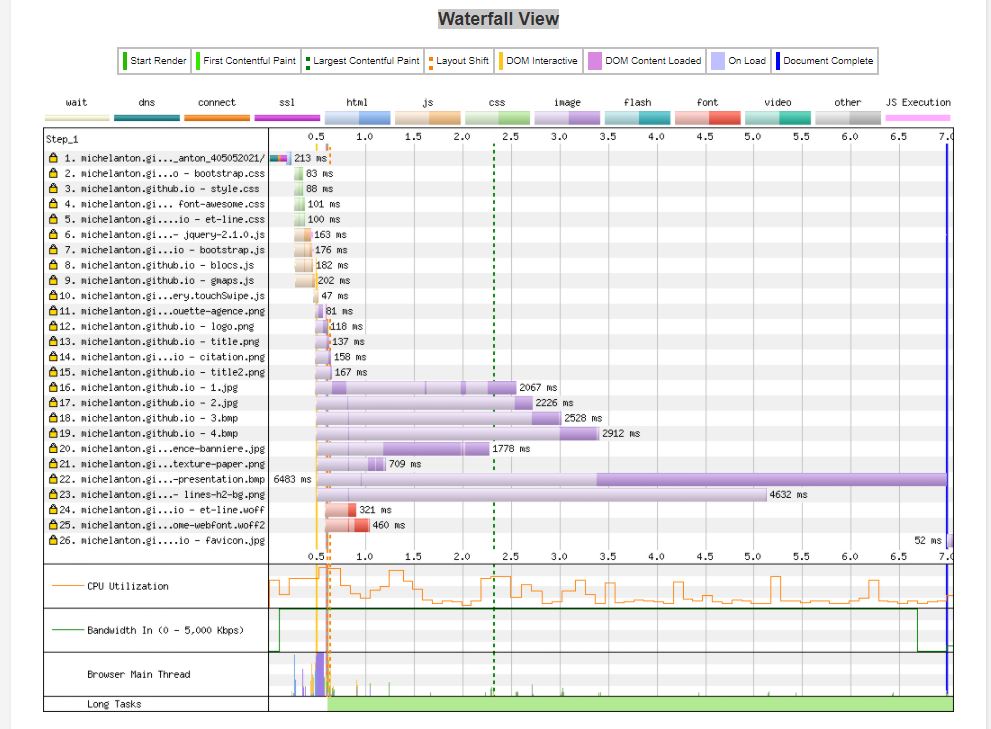 Waterfall View
Start Render First Contentful Paint Largest Contentful Paint Layout Shift DOM Interactive DOM Content Loaded On Load Document Complete
wait dns connect ssl html js css image flash font video other JS Execution
Step_1 0.5 1.0 1.5 2.0 2.5 3.0 3.5 4.0 4.5 5.0 5.5 6.0 6.5 7.0
1. michelanton.gi..._anton_405052021/ 213 ms
2. michelanton.gi...o - bootstrap.css 83 ms
3. michelanton.github.io - style.css 88 ms
4. michelanton.gi... font-awesome.css 101 ms
5. michelanton.gi....io - et-line.css 100 ms
6. michelanton.gi...- jquery-2.1.0.js 163 ms
7. michelanton.gi...io - bootstrap.js 176 ms
8. michelanton.github.io - blocs.js 182 ms
9. michelanton.github.io - gmaps.js 202 ms
10. michelanton.gi...ery.touchSwipe.js 47 ms
11. michelanton.gi...ouette-agence.png 81 ms
12. michelanton.github.io - logo.png 118 ms
13. michelanton.github.io - title.png 137 ms
14. michelanton.gi...io - citation.png 158 ms
15. michelanton.github.io - title2.png 167 ms
16. michelanton.github.io - 1.jpg 2067 ms
17. michelanton.github.io - 2.jpg 2226 ms
18. michelanton.github.io - 3.bmp 2528 ms
19. michelanton.github.io - 4.bmp 2912 ms
20. michelanton.gi...ence-banniere.jpg 1778 ms
21. michelanton.gi...texture-paper.png 709 ms
22. michelanton.gi...-presentation.bmp 6483 ms
23. michelanton.gi...- lines-h2-bg.png 4632 ms
24. michelanton.gi...io - et-line.woff 321 ms
25. michelanton.gi...ome-webfont.woff2 460 ms
26. michelanton.gi....io - favicon.jpg 52 ms
0.5 1.0 1.5 2.0 2.5 3.0 3.5 4.0 4.5 5.0 5.5 6.0 6.5 7.0
CPU Utilization
Bandwidth In (0 - 5,000 Kbps)
Browser Main Thread
Long Tasks